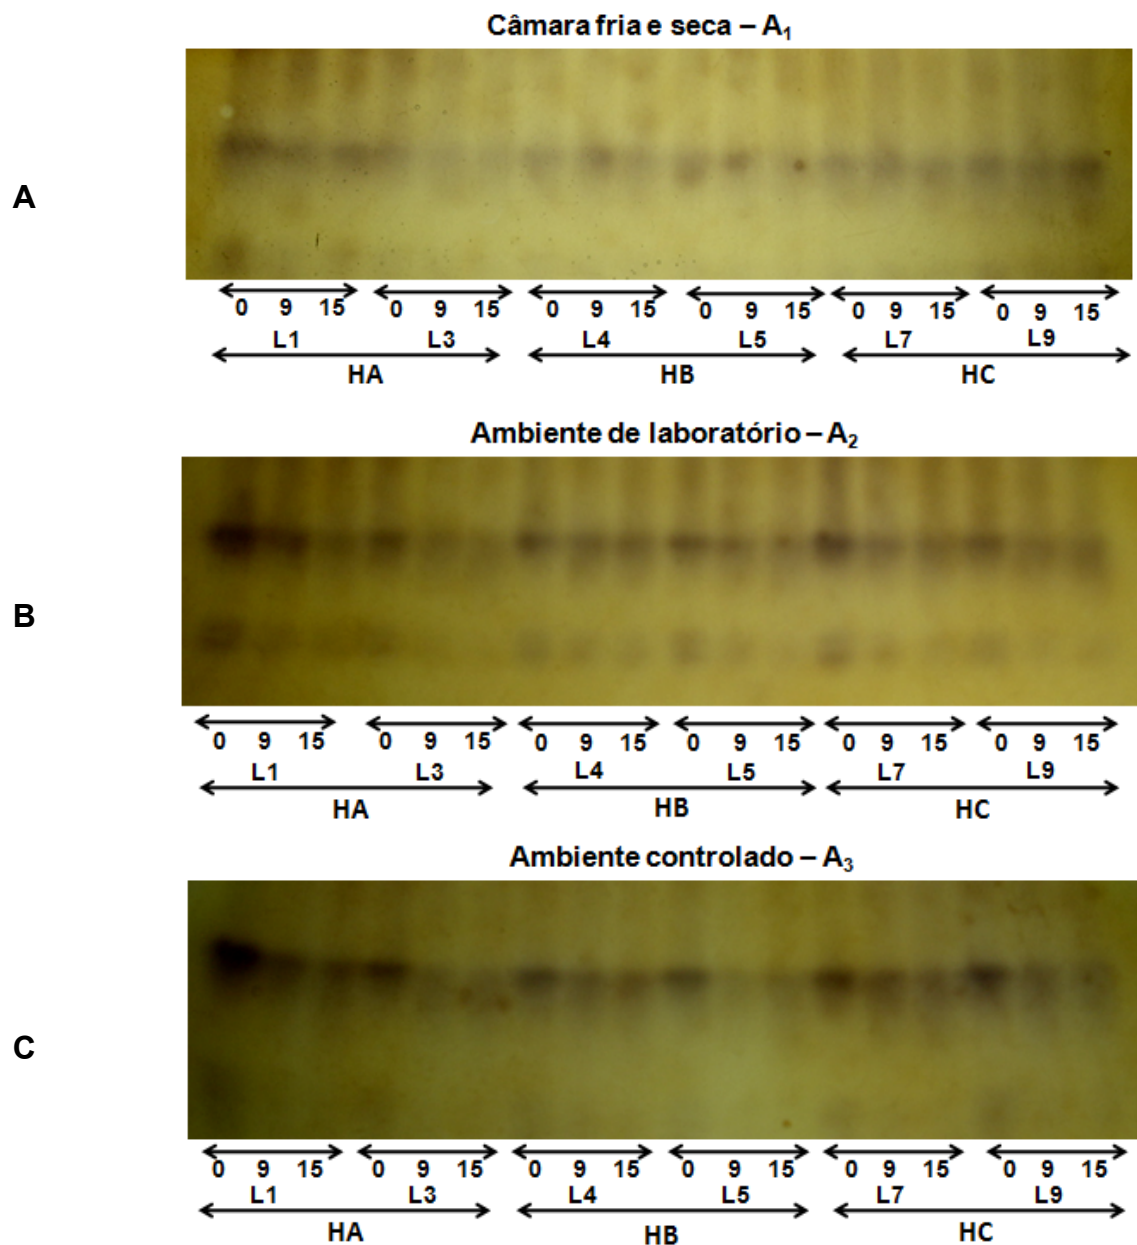 Câmara fria e seca – A₁
A
0 9 15 0 9 15 0 9 15 0 9 15 0 9 15 0 9 15
L1 L3 L4 L5 L7 L9
HA HB HC
Ambiente de laboratório – A₂
B
0 9 15 0 9 15 0 9 15 0 9 15 0 9 15 0 9 15
L1 L3 L4 L5 L7 L9
HA HB HC
Ambiente controlado – A₃
C
0 9 15 0 9 15 0 9 15 0 9 15 0 9 15 0 9 15
L1 L3 L4 L5 L7 L9
HA HB HC